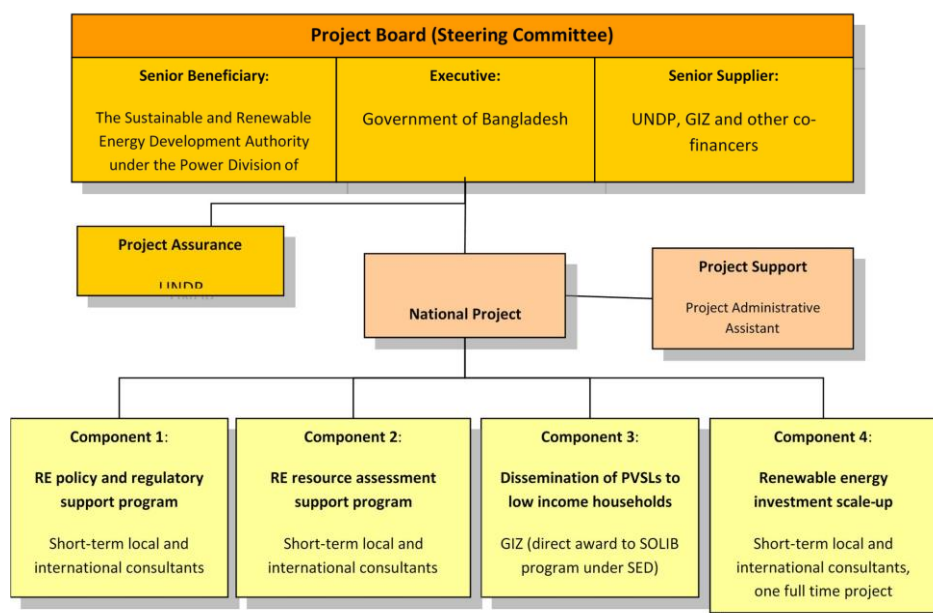 Project Board (Steering Committee)
Senior Beneficiary:
The Sustainable and Renewable
Energy Development Authority
under the Power Division of
Executive:
Government of Bangladesh
Senior Supplier:
UNDP, GIZ and other co-
financers
Project Assurance
UNDP
National Project
Project Support
Project Administrative
Assistant
Component 1:
RE policy and regulatory
support program
Short-term local and
international consultants
Component 2:
RE resource assessment
support program
Short-term local and
international consultants
Component 3:
Dissemination of PVSLs to
low income households
GIZ (direct award to SOLIB
program under SED)
Component 4:
Renewable energy
investment scale-up
Short-term local and
international consultants,
one full time project